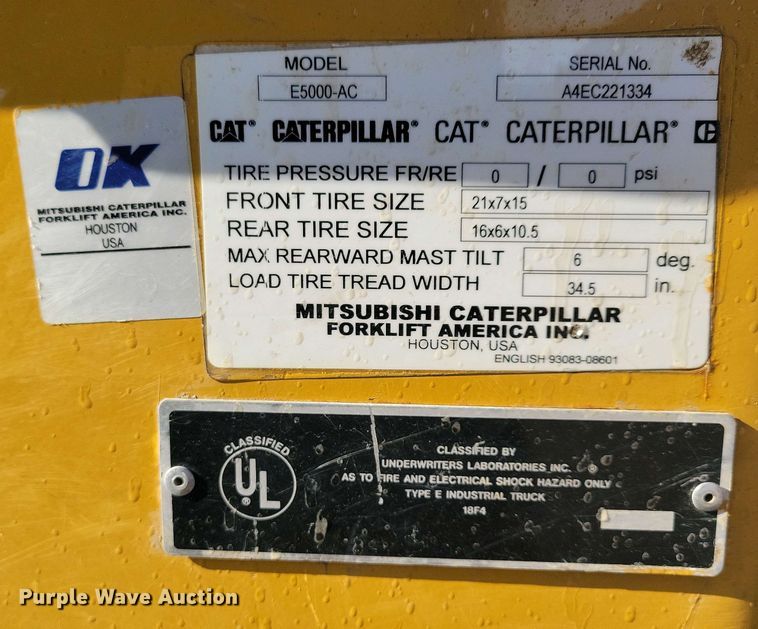 OK
MITSUBISHI CATERPILLAR
FORKLIFT AMERICA INC.
HOUSTON
USA
MODEL SERIAL No.
E5000-AC A4EC221334
CAT® CATERPILLAR® CAT® CATERPILLAR® C
TIRE PRESSURE FR/RE 0 / 0 psi
FRONT TIRE SIZE 21x7x15
REAR TIRE SIZE 16x6x10.5
MAX REARWARD MAST TILT 6 deg.
LOAD TIRE TREAD WIDTH 34.5 in.
MITSUBISHI CATERPILLAR
FORKLIFT AMERICA INC.
HOUSTON, USA
ENGLISH 93083-08601
CLASSIFIED
UL®
CLASSIFIED BY
UNDERWRITERS LABORATORIES, INC.
AS TO FIRE AND ELECTRICAL SHOCK HAZARD ONLY
TYPE E INDUSTRIAL TRUCK
18F4
Purple Wave Auction